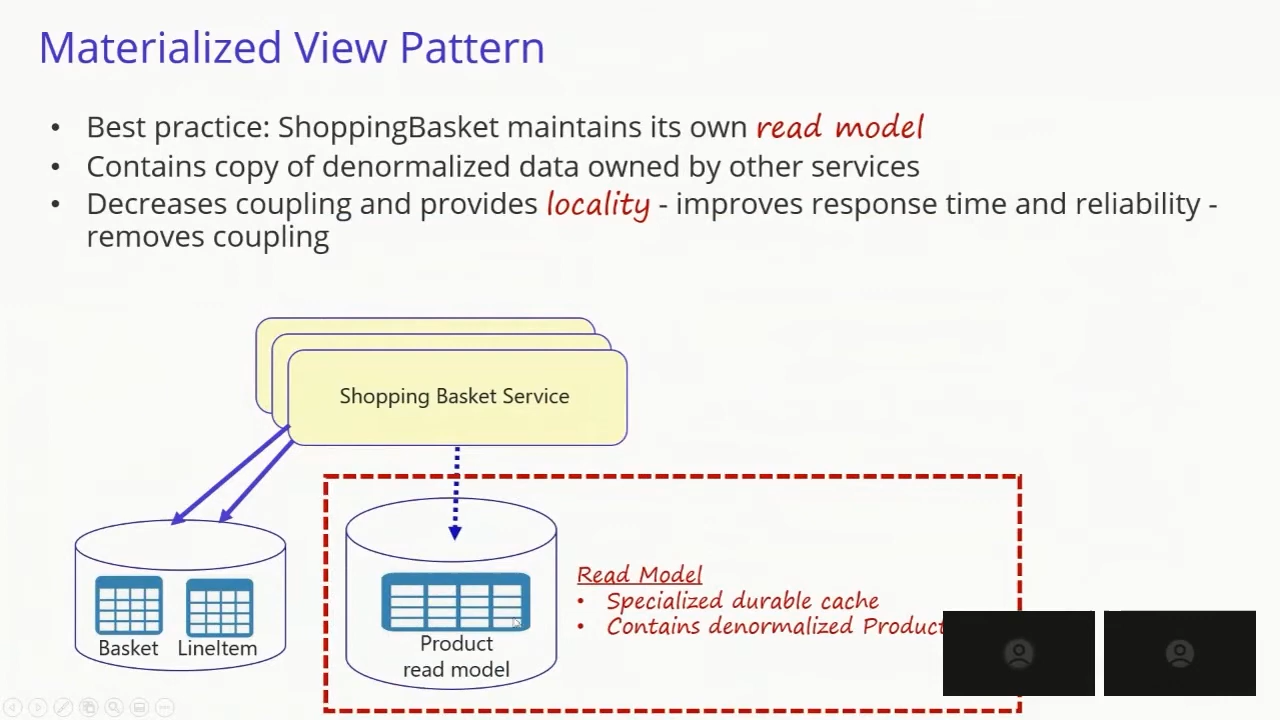 Materialized View Pattern
• Best practice: ShoppingBasket maintains its own read model
• Contains copy of denormalized data owned by other services
• Decreases coupling and provides locality - improves response time and reliability -
removes coupling
Shopping Basket Service
Basket LineItem
Product
read model
Read Model
• Specialized durable cache
• Contains denormalized Product